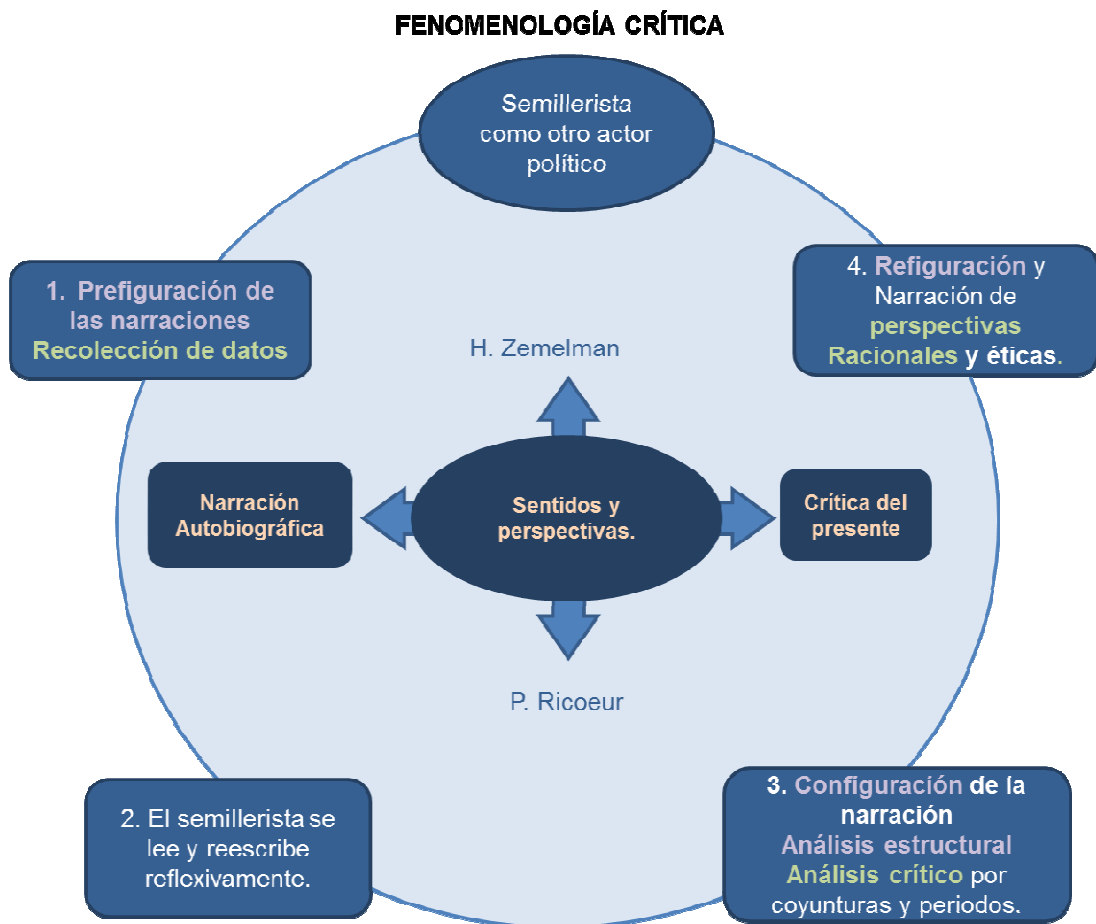 FENOMENOLOGÍA CRÍTICA
Semillerista
como otro actor
político
1. Prefiguración de
las narraciones
Recolección de datos
4. Refiguración y
Narración de
perspectivas
Racionales y éticas.
H. Zemelman
Narración
Autobiográfica
Sentidos y
perspectivas.
Crítica del
presente
P. Ricoeur
2. El semillerista se
lee y reescribe
reflexivamente.
3. Configuración de la
narración
Análisis estructural
Análisis crítico por
coyunturas y periodos.